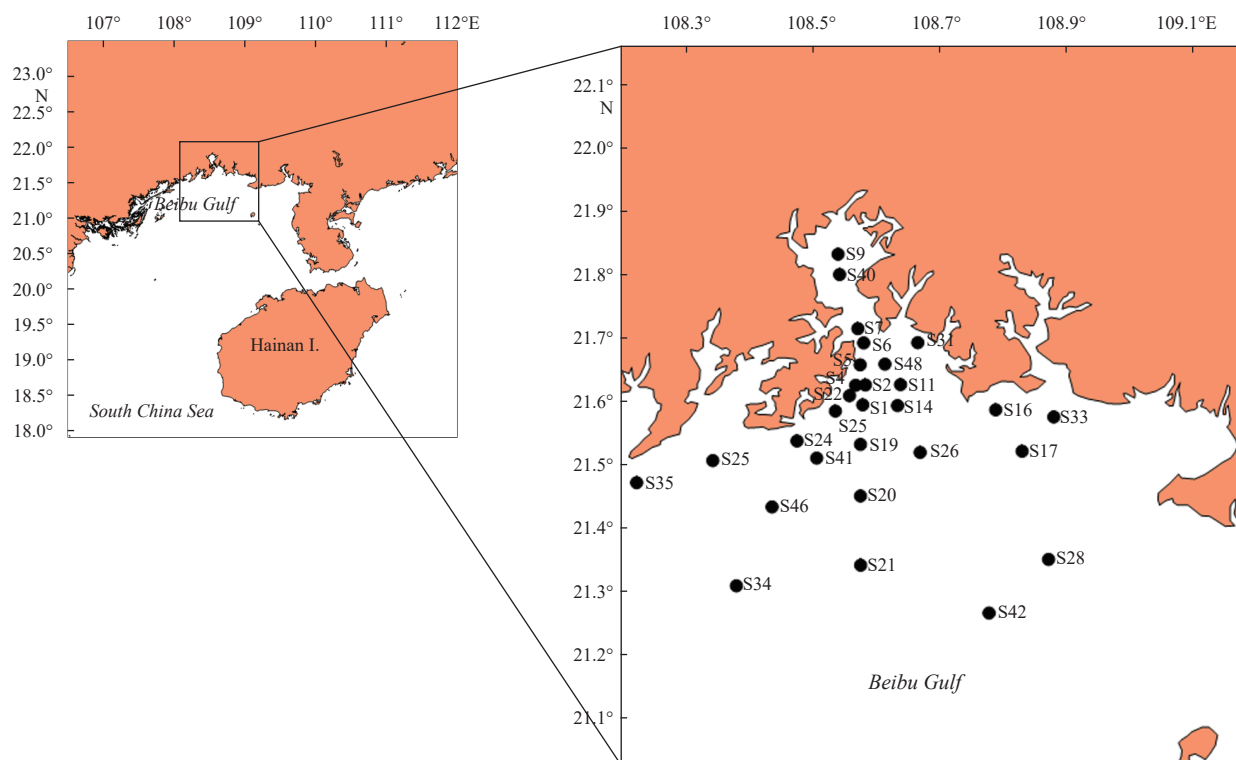 107° 108° 109° 110° 111° 112°E
23.0°
N
22.5°
22.0°
21.5°
21.0°
20.5°
20.0°
19.5°
19.0°
18.5°
18.0°
Beibu Gulf
Hainan I.
South China Sea
108.3° 108.5° 108.7° 108.9° 109.1°E
22.1°
N
22.0°
21.9°
21.8°
21.7°
21.6°
21.5°
21.4°
21.3°
21.2°
21.1°
S9
S40
S7
S6
S31
S5
S48
S4
S2
S11
S22
S1
S14
S16
S25
S33
S24
S19
S41
S26
S17
S25
S35
S20
S46
S21
S28
S34
S42
Beibu Gulf